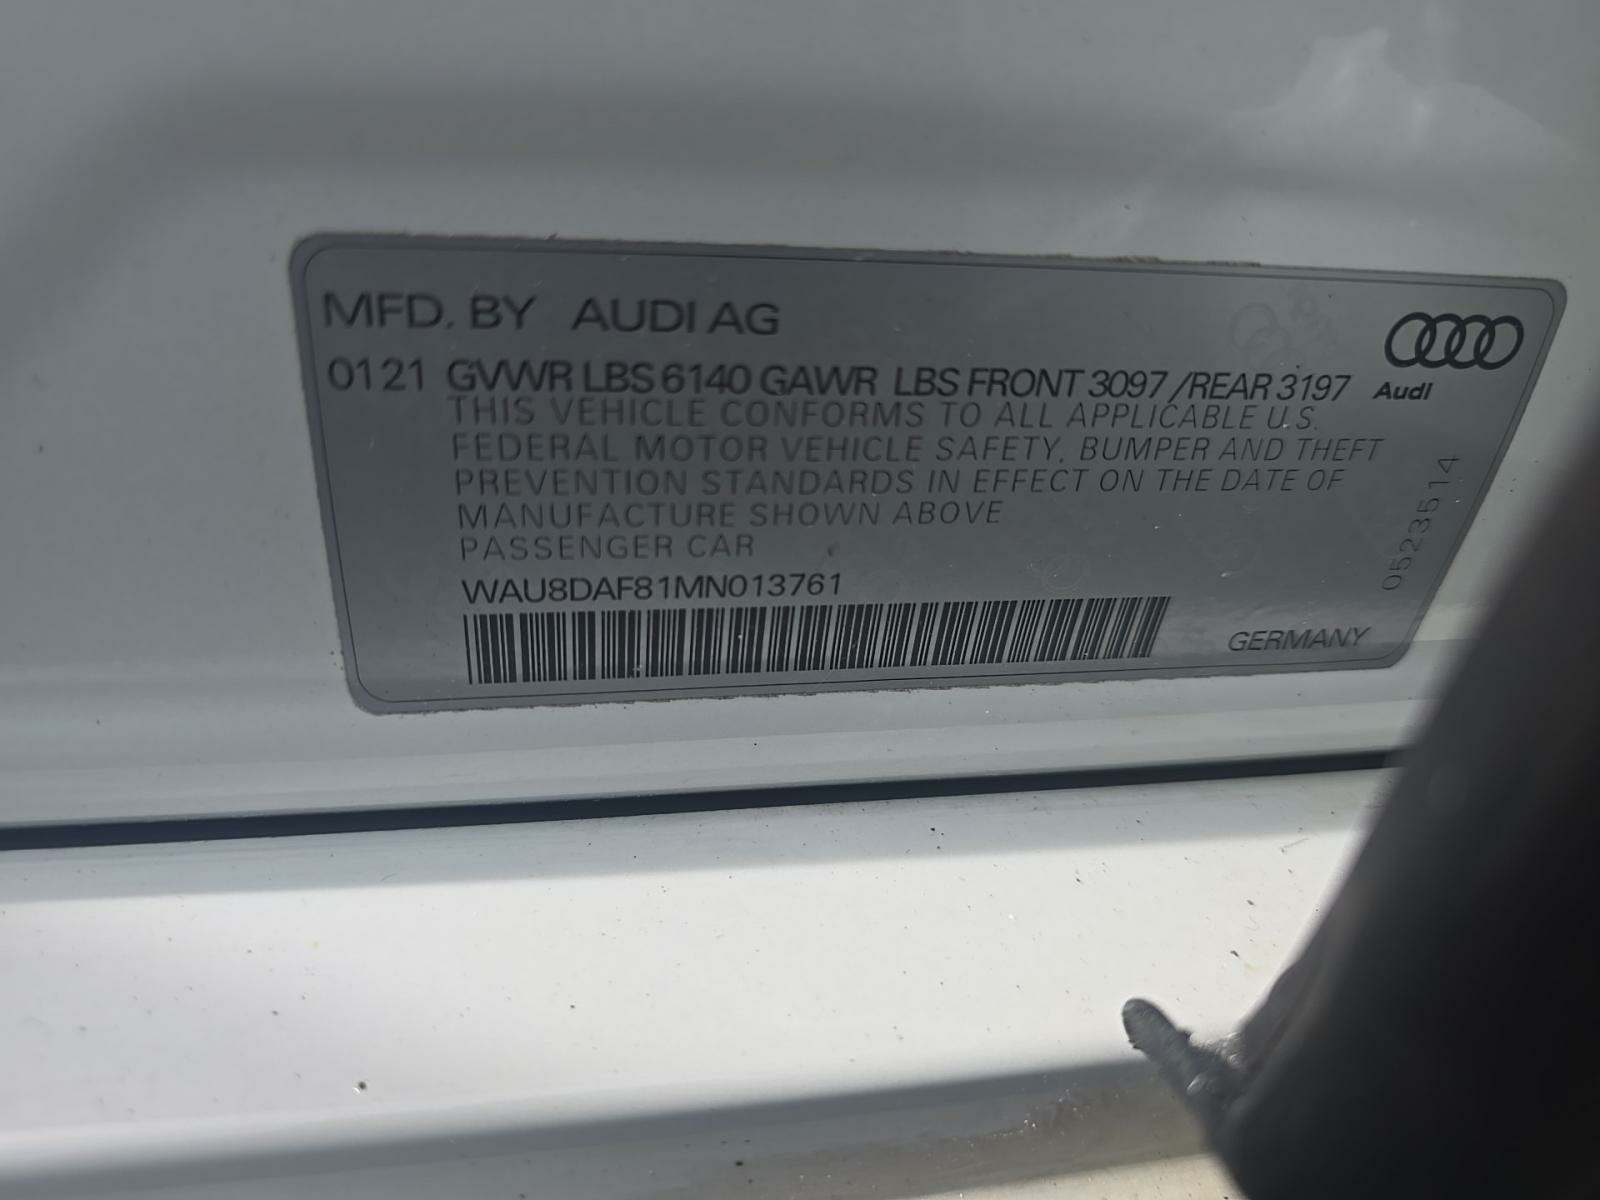 MFD. BY AUDI AG
0121 GVWR LBS 6140 GAWR LBS FRONT 3097 /REAR 3197
Audi
THIS VEHICLE CONFORMS TO ALL APPLICABLE U.S.
FEDERAL MOTOR VEHICLE SAFETY, BUMPER AND THEFT
PREVENTION STANDARDS IN EFFECT ON THE DATE OF
MANUFACTURE SHOWN ABOVE
PASSENGER CAR
WAU8DAF81MN013761
GERMANY
0523514